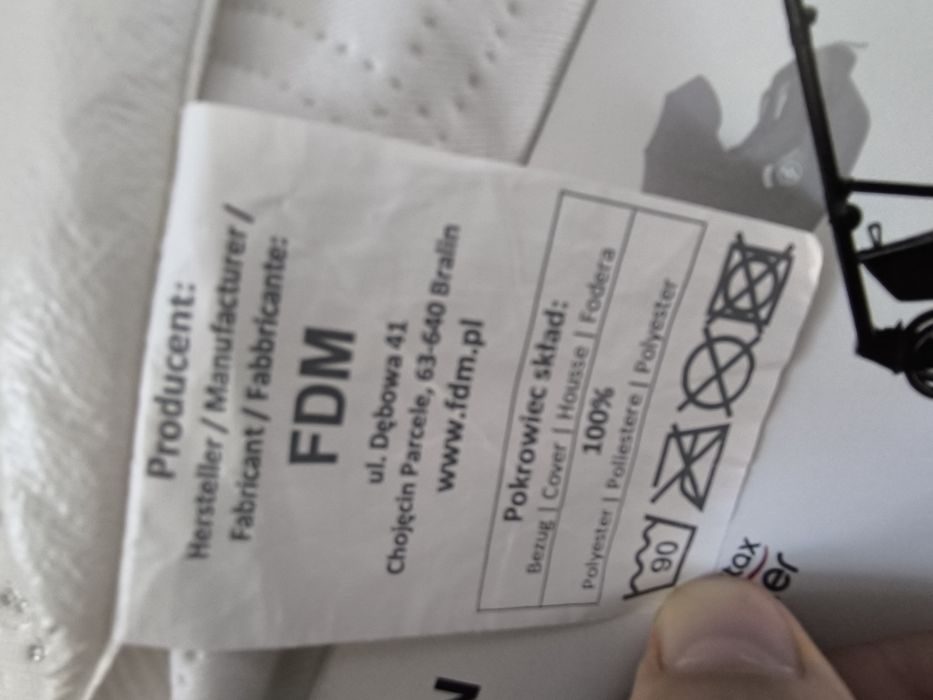 Producent:
Hersteller / Manufacturer /
Fabricant / Fabbricante:
FDM
ul. Dębowa 41
Chojęcin Parcele, 63-640 Bralin
www.fdm.pl
Pokrowiec skład:
Bezug | Cover | Housse | Fodera
100%
Polyester | Poliestere | Polyester
90